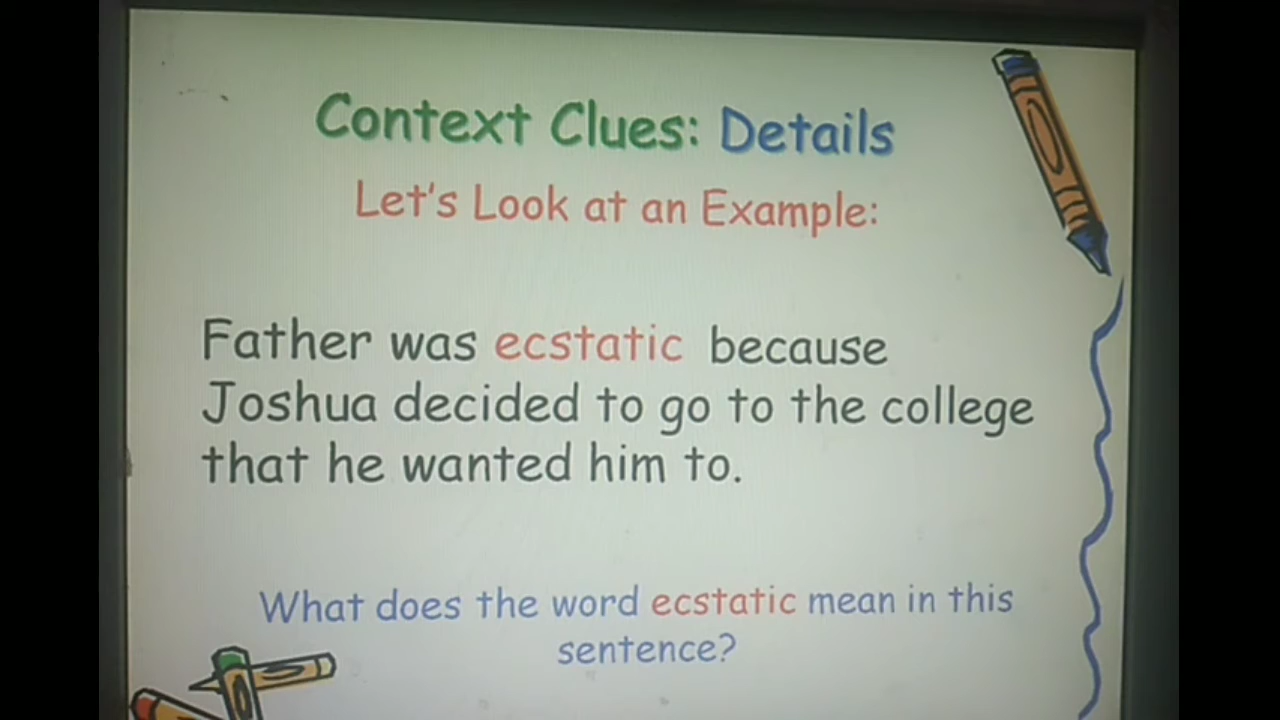 Context Clues: Details
Let's Look at an Example:
Father was ecstatic because
Joshua decided to go to the college
that he wanted him to.
What does the word ecstatic mean in this
sentence?